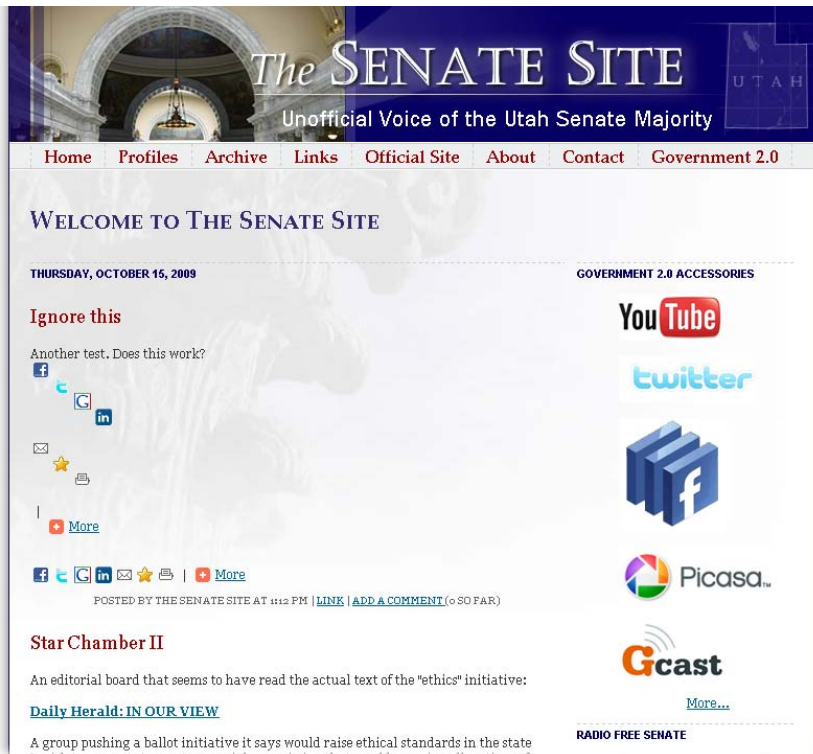 The SENATE SITE
UTAH
Unofficial Voice of the Utah Senate Majority
Home Profiles Archive Links Official Site About Contact Government 2.0
WELCOME TO THE SENATE SITE
THURSDAY, OCTOBER 15, 2009
Ignore this
Another test. Does this work?
f
t
G
in
|
More
f t G in | More
POSTED BY THE SENATE SITE AT 1:12 PM | LINK | ADD A COMMENT (0 SO FAR)
Star Chamber II
An editorial board that seems to have read the actual text of the "ethics" initiative:
Daily Herald: IN OUR VIEW
A group pushing a ballot initiative it says would raise ethical standards in the state
GOVERNMENT 2.0 ACCESSORIES
YouTube
twitter
f
Picasa™
Gcast
More...
RADIO FREE SENATE